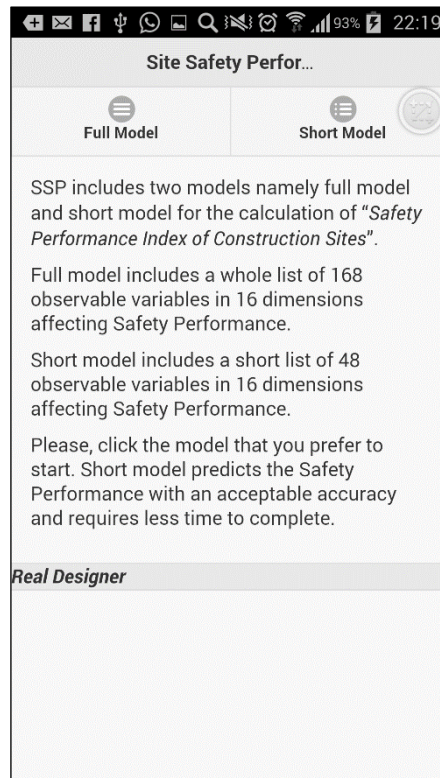 93% 22:19
Site Safety Perfor...
Full Model Short Model
SSP includes two models namely full model
and short model for the calculation of “Safety
Performance Index of Construction Sites”.
Full model includes a whole list of 168
observable variables in 16 dimensions
affecting Safety Performance.
Short model includes a short list of 48
observable variables in 16 dimensions
affecting Safety Performance.
Please, click the model that you prefer to
start. Short model predicts the Safety
Performance with an acceptable accuracy
and requires less time to complete.
Real Designer